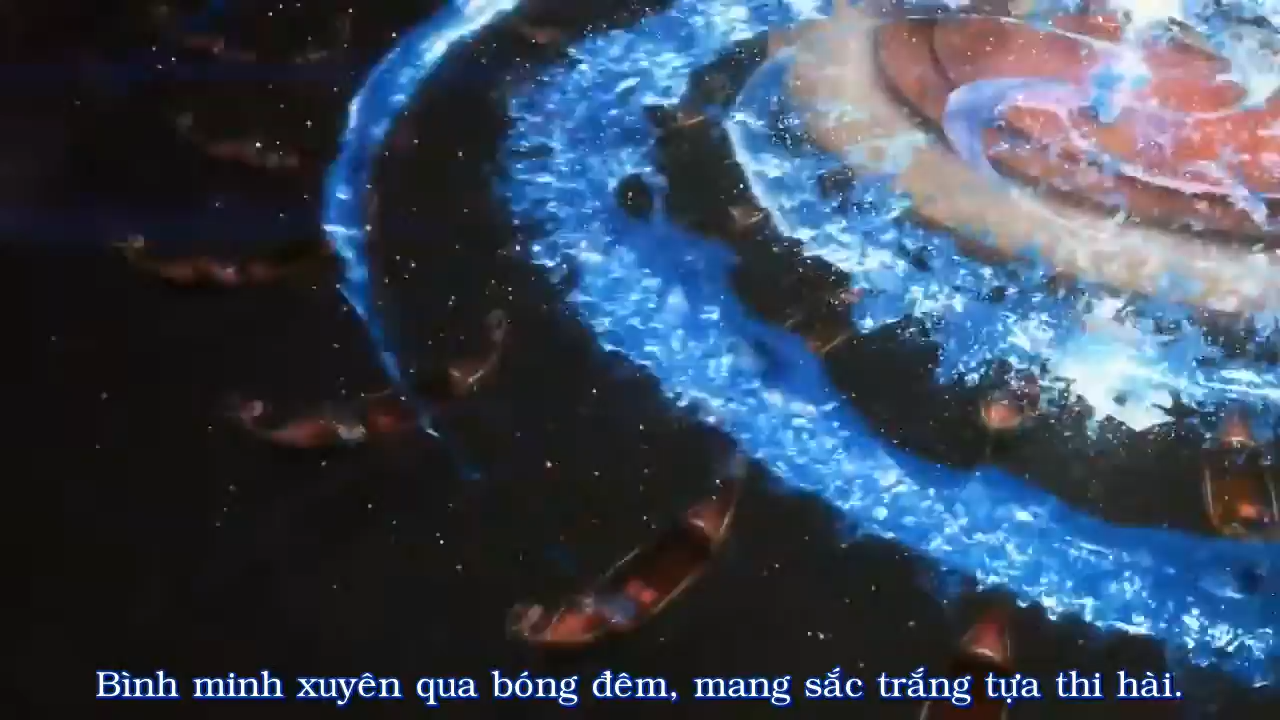 Bình minh xuyên qua bóng đêm, mang sắc trắng tựa thi hài.